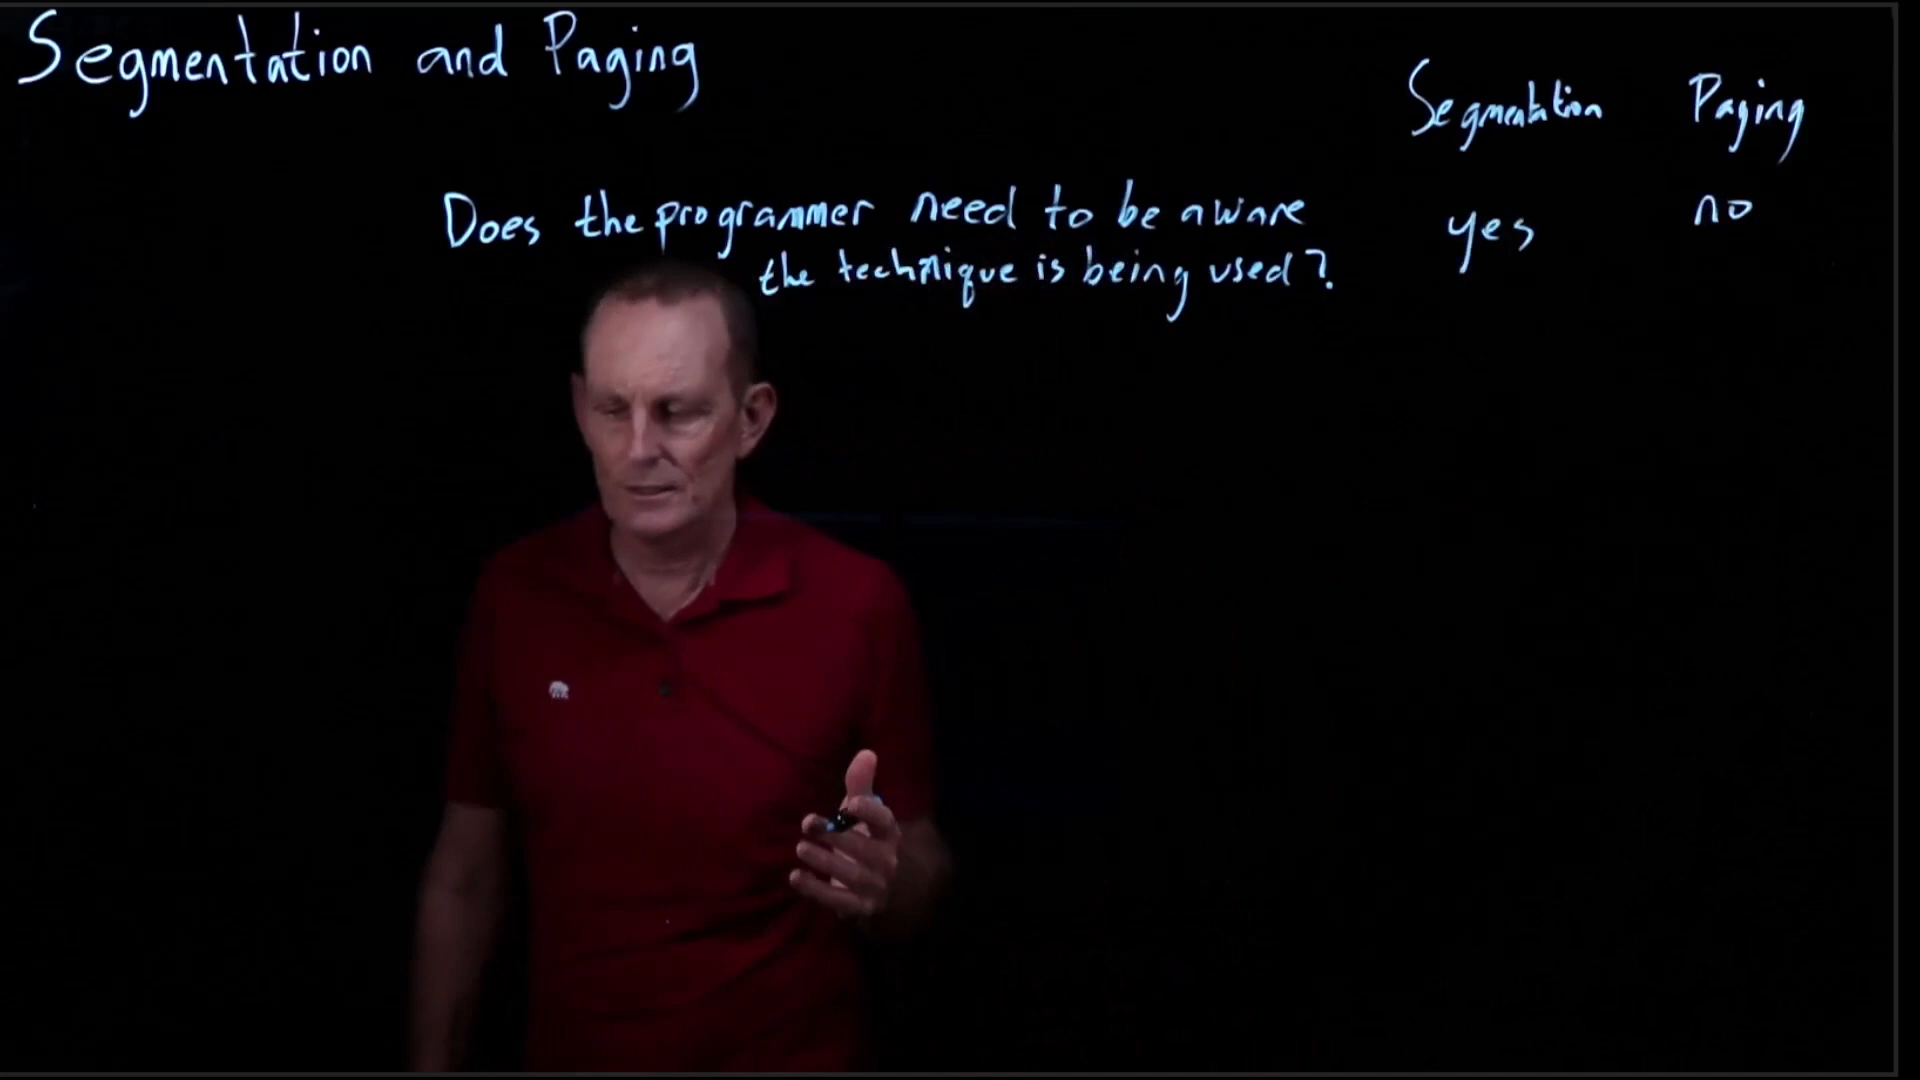 Segmentation and Paging
Segmentation Paging
Does the programmer need to be aware
the technique is being used?
yes no